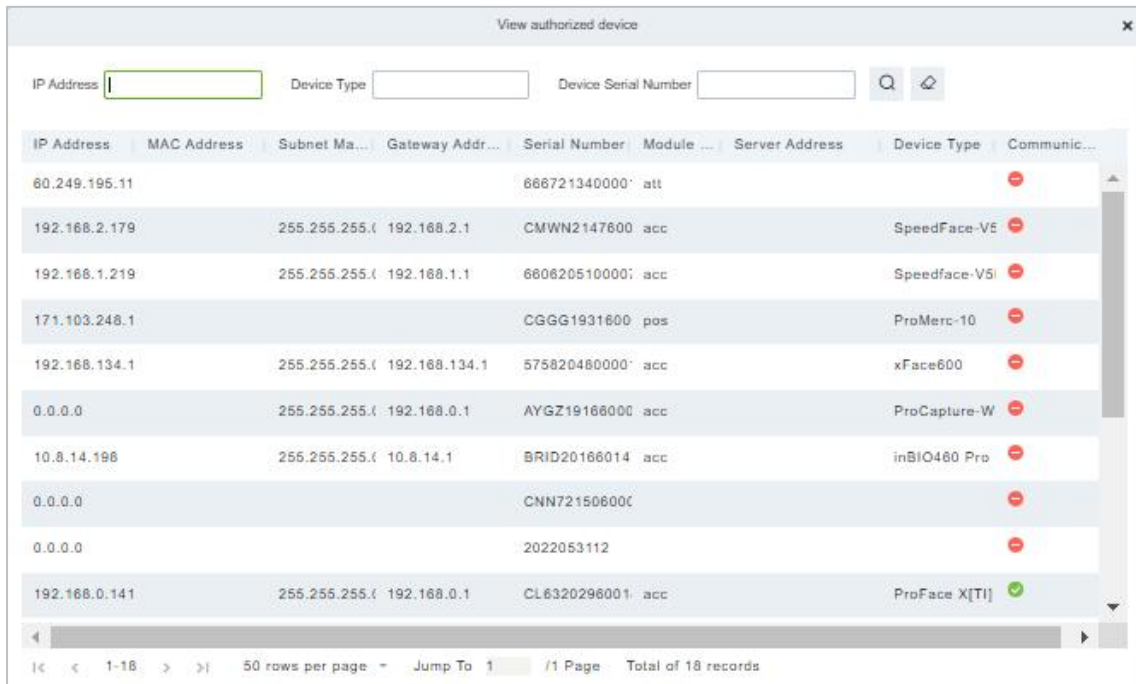 View authorized device
IP Address Device Type Device Serial Number
IP Address MAC Address Subnet Ma... Gateway Addr... Serial Number Module ... Server Address Device Type Communic...
60.249.195.11 att
192.168.2.179 255.255.255.( 192.168.2.1 CMWN2147600 acc SpeedFace-V5
192.168.1.219 255.255.255.( 192.168.1.1 acc Speedface-V5
171.103.248.1 CGGG1931600 pos ProMerc-10
192.168.134.1 255.255.255.( 192.168.134.1 acc xFace600
0.0.0.0 255.255.255.( 192.168.0.1 AYGZ19166000 acc ProCapture-W
10.8.14.198 255.255.255.( 10.8.14.1 BRID20166014 acc inBIO460 Pro
0.0.0.0 CNN72150600(
0.0.0.0 2022053112
192.168.0.141 255.255.255.( 192.168.0.1 CL6320296001 acc ProFace X[TI]
1-18 50 rows per page Jump To 1 /1 Page Total of 18 records